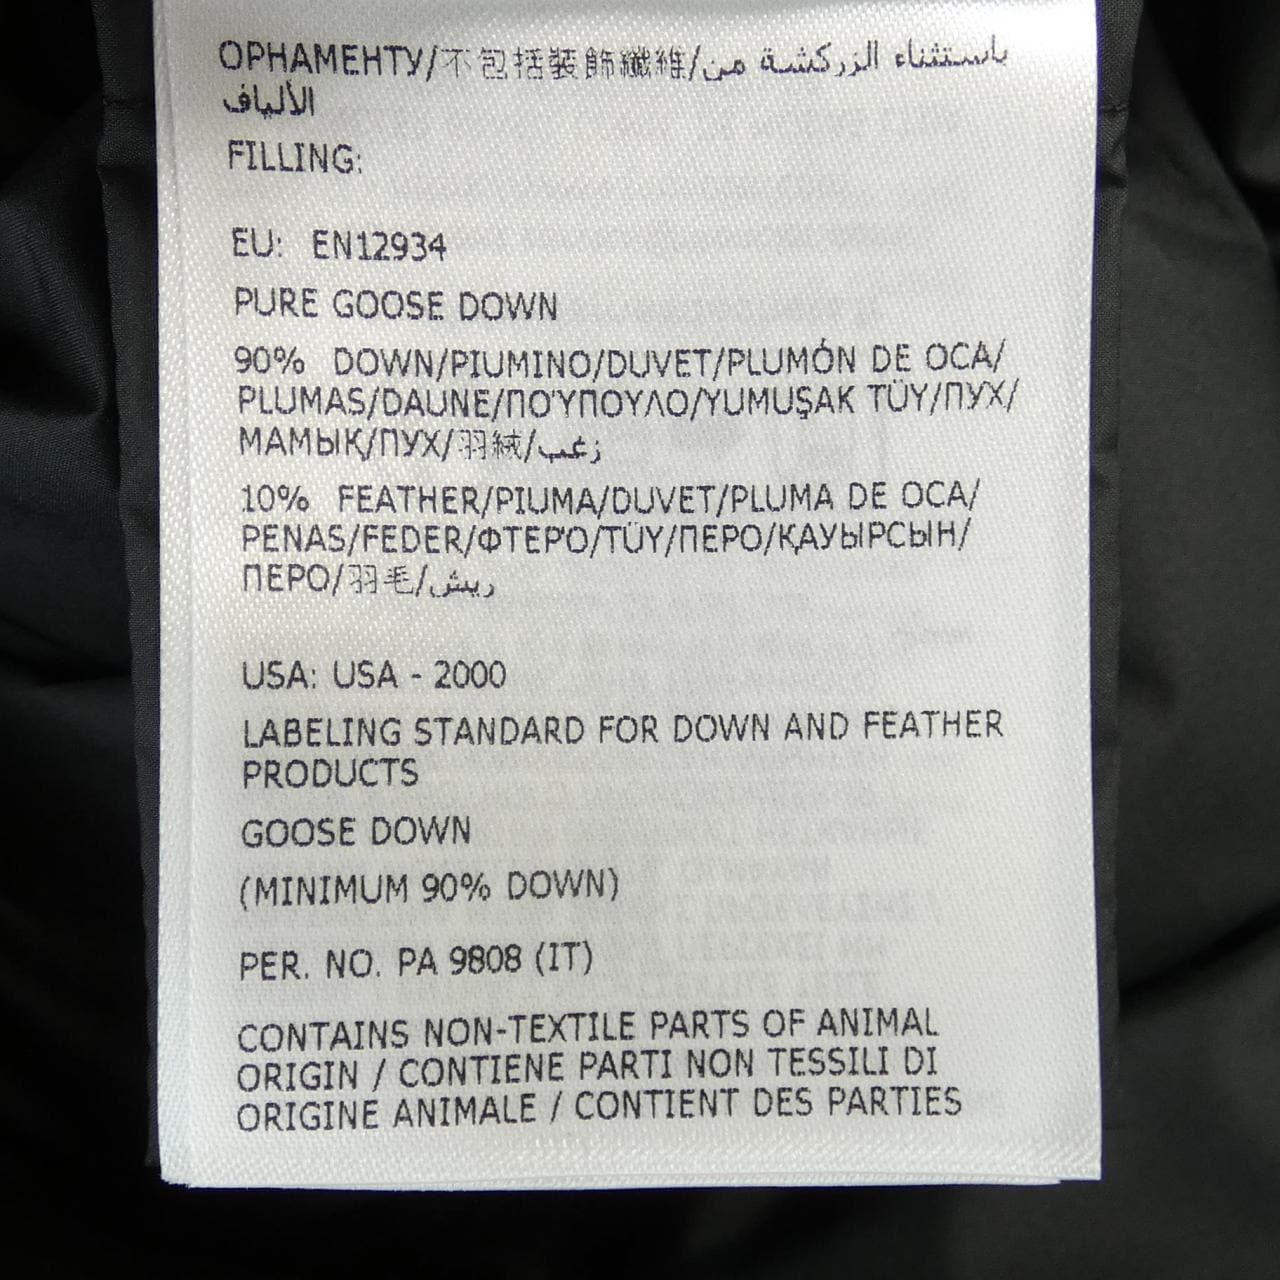 ОРНАМЕНТУ/不包括裝飾纖維/باستثناء الزركشة من
الألياف
FILLING:
EU: EN12934
PURE GOOSE DOWN
90% DOWN/PIUMINO/DUVET/PLUMÓN DE OCA/
PLUMAS/DAUNE/ΠΟΎΠΟΥΛΟ/YUMUŞAK TÜY/ПУХ/
МАМЫҚ/ПУХ/羽絨/زغب
10% FEATHER/PIUMA/DUVET/PLUMA DE OCA/
PENAS/FEDER/ΦΤΕΡΌ/TÜY/ПЕРО/ҚАУЫРСЫН/
ПЕРО/羽毛/ريش
USA: USA - 2000
LABELING STANDARD FOR DOWN AND FEATHER
PRODUCTS
GOOSE DOWN
(MINIMUM 90% DOWN)
PER. NO. PA 9808 (IT)
CONTAINS NON-TEXTILE PARTS OF ANIMAL
ORIGIN / CONTIENE PARTI NON TESSILI DI
ORIGINE ANIMALE / CONTIENT DES PARTIES